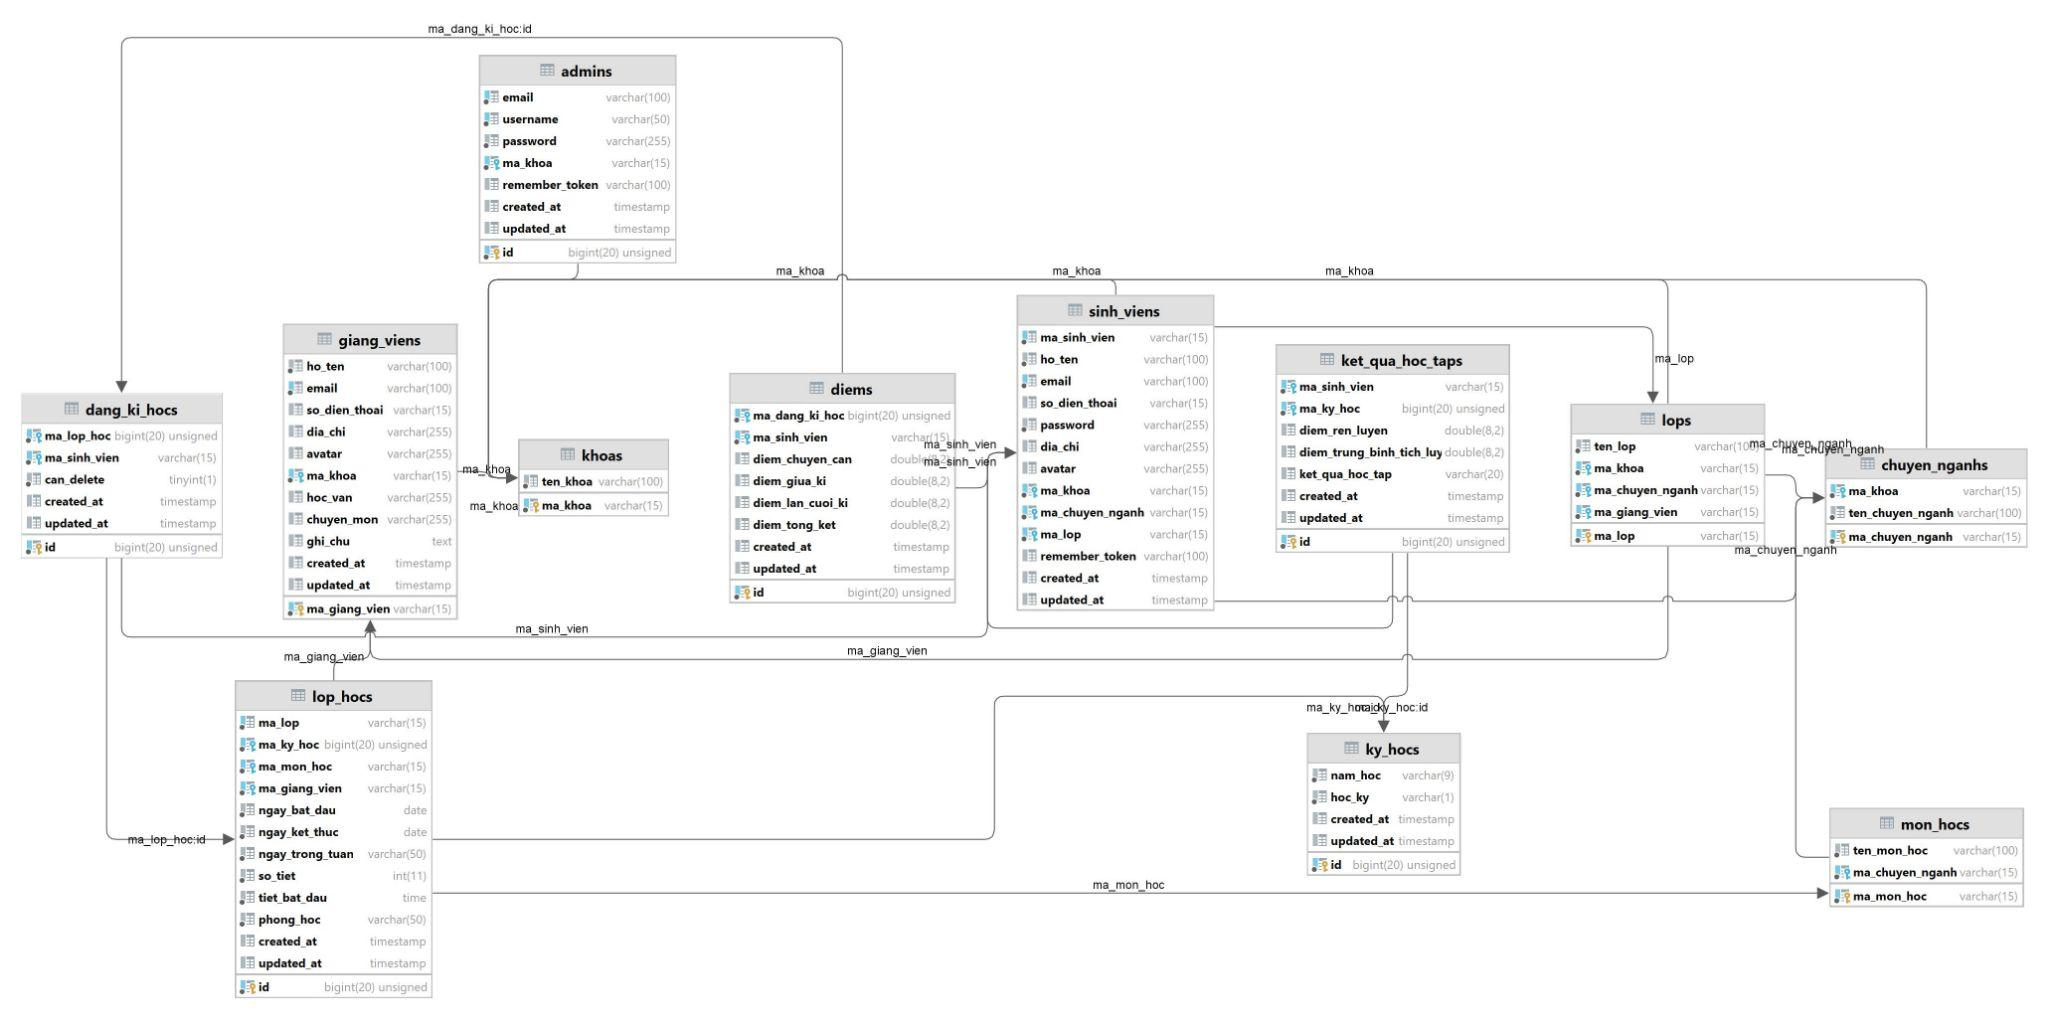 ma_dang_ki_hoc:id
admins
email varchar(100)
username varchar(50)
password varchar(255)
ma_khoa varchar(15)
remember_token varchar(100)
created_at timestamp
updated_at timestamp
id bigint(20) unsigned
ma_khoa
ma_khoa
ma_khoa
giang_viens
ho_ten varchar(100)
email varchar(100)
so_dien_thoai varchar(15)
dia_chi varchar(255)
avatar varchar(255)
ma_khoa varchar(15)
hoc_van varchar(255)
chuyen_mon varchar(255)
ghi_chu text
created_at timestamp
updated_at timestamp
ma_giang_vien varchar(15)
dang_ki_hocs
ma_lop_hoc bigint(20) unsigned
ma_sinh_vien varchar(15)
can_delete tinyint(1)
created_at timestamp
updated_at timestamp
id bigint(20) unsigned
ma_khoa
ma_khoa
khoas
ten_khoa varchar(100)
ma_khoa varchar(15)
diems
ma_dang_ki_hoc bigint(20) unsigned
ma_sinh_vien varchar(15)
diem_chuyen_can double(8,2)
diem_giua_ki double(8,2)
diem_lan_cuoi_ki double(8,2)
diem_tong_ket double(8,2)
created_at timestamp
updated_at timestamp
id bigint(20) unsigned
ma_sinh_vien
ma_sinh_vien
sinh_viens
ma_sinh_vien varchar(15)
ho_ten varchar(100)
email varchar(100)
so_dien_thoai varchar(15)
password varchar(255)
dia_chi varchar(255)
avatar varchar(255)
ma_khoa varchar(15)
ma_chuyen_nganh varchar(15)
ma_lop varchar(15)
remember_token varchar(100)
created_at timestamp
updated_at timestamp
ket_qua_hoc_taps
ma_sinh_vien varchar(15)
ma_ky_hoc bigint(20) unsigned
diem_ren_luyen double(8,2)
diem_trung_binh_tich_luy double(8,2)
ket_qua_hoc_tap varchar(20)
created_at timestamp
updated_at timestamp
id bigint(20) unsigned
ma_lop
lops
ten_lop varchar(100)
ma_khoa varchar(15)
ma_chuyen_nganh varchar(15)
ma_giang_vien varchar(15)
ma_lop varchar(15)
ma_chuyen_nganh
ma_chuyen_nganh
ma_chuyen_nganh
chuyen_nganhs
ma_khoa varchar(15)
ten_chuyen_nganh varchar(100)
ma_chuyen_nganh varchar(15)
ma_sinh_vien
ma_giang_vien
ma_giang_vien
lop_hocs
ma_lop varchar(15)
ma_ky_hoc bigint(20) unsigned
ma_mon_hoc varchar(15)
ma_giang_vien varchar(15)
ngay_bat_dau date
ngay_ket_thuc date
ngay_trong_tuan varchar(50)
so_tiet int(11)
tiet_bat_dau time
phong_hoc varchar(50)
created_at timestamp
updated_at timestamp
id bigint(20) unsigned
ma_lop_hoc:id
ma_ky_hoc:id
ma_ky_hoc:id
ky_hocs
nam_hoc varchar(9)
hoc_ky varchar(1)
created_at timestamp
updated_at timestamp
id bigint(20) unsigned
ma_mon_hoc
mon_hocs
ten_mon_hoc varchar(100)
ma_chuyen_nganh varchar(15)
ma_mon_hoc varchar(15)